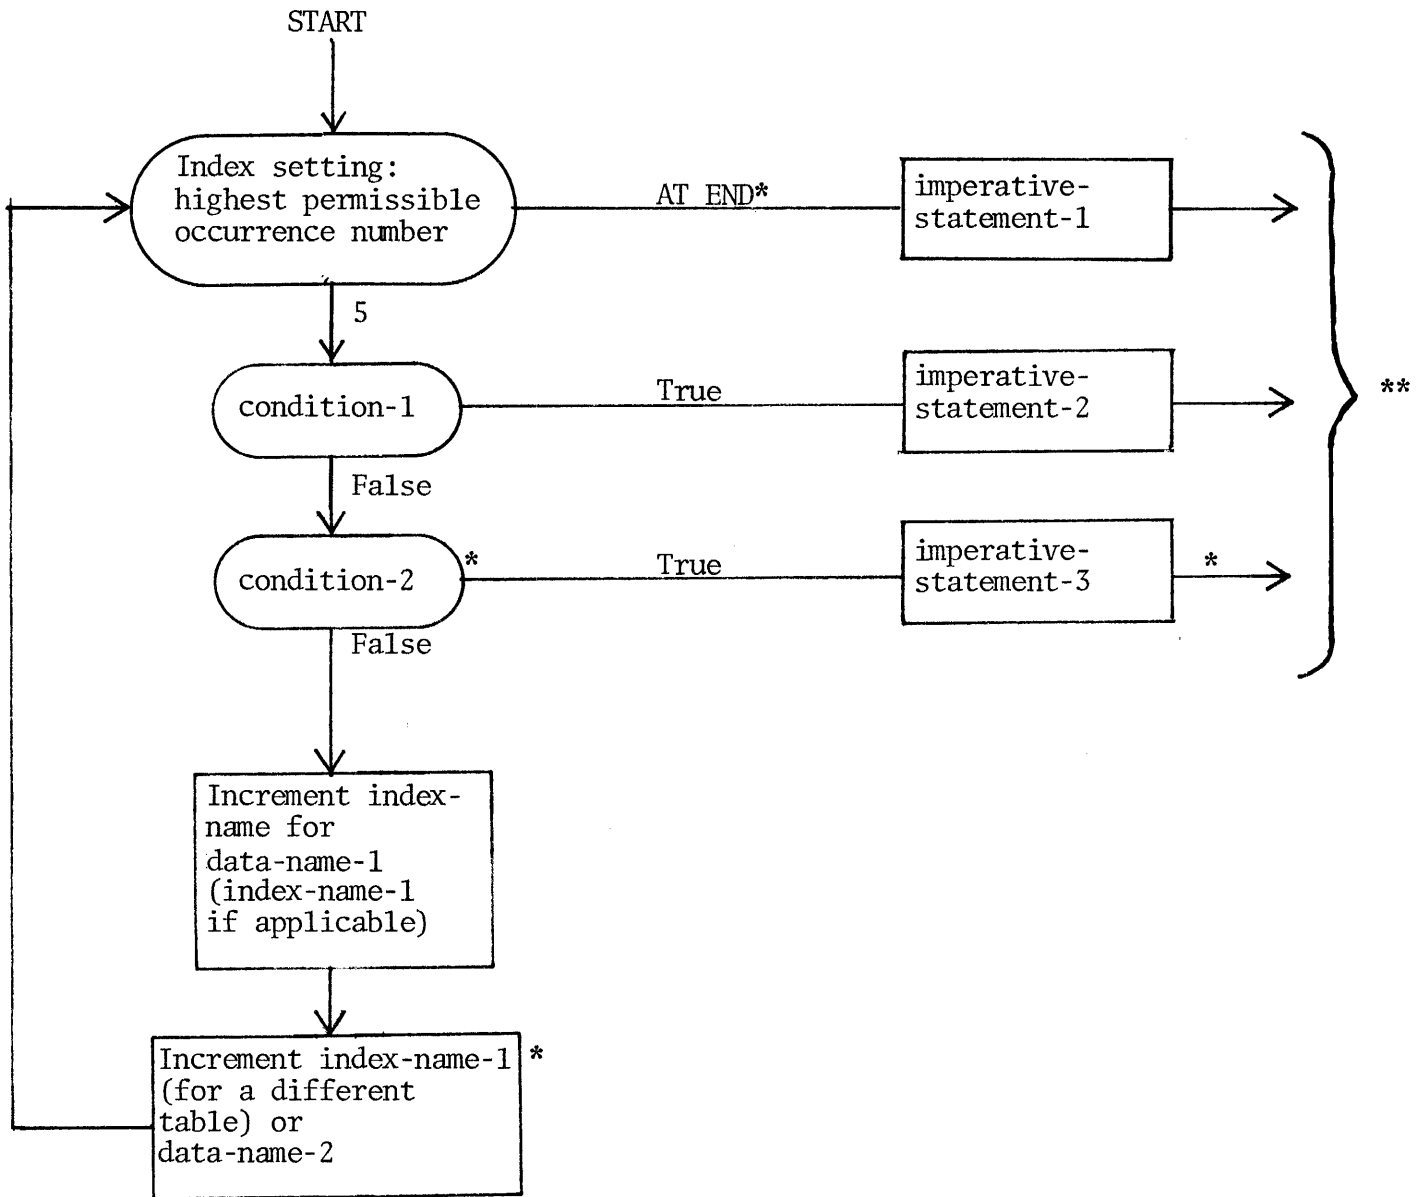 START
Index setting:
highest permissible
occurrence number
AT END*
imperative-
statement-1
5
condition-1
True
imperative-
statement-2
**
False
condition-2
*
True
imperative-
statement-3
*
False
Increment index-
name for
data-name-1
(index-name-1
if applicable)
Increment index-name-1
*
(for a different
table) or
data-name-2